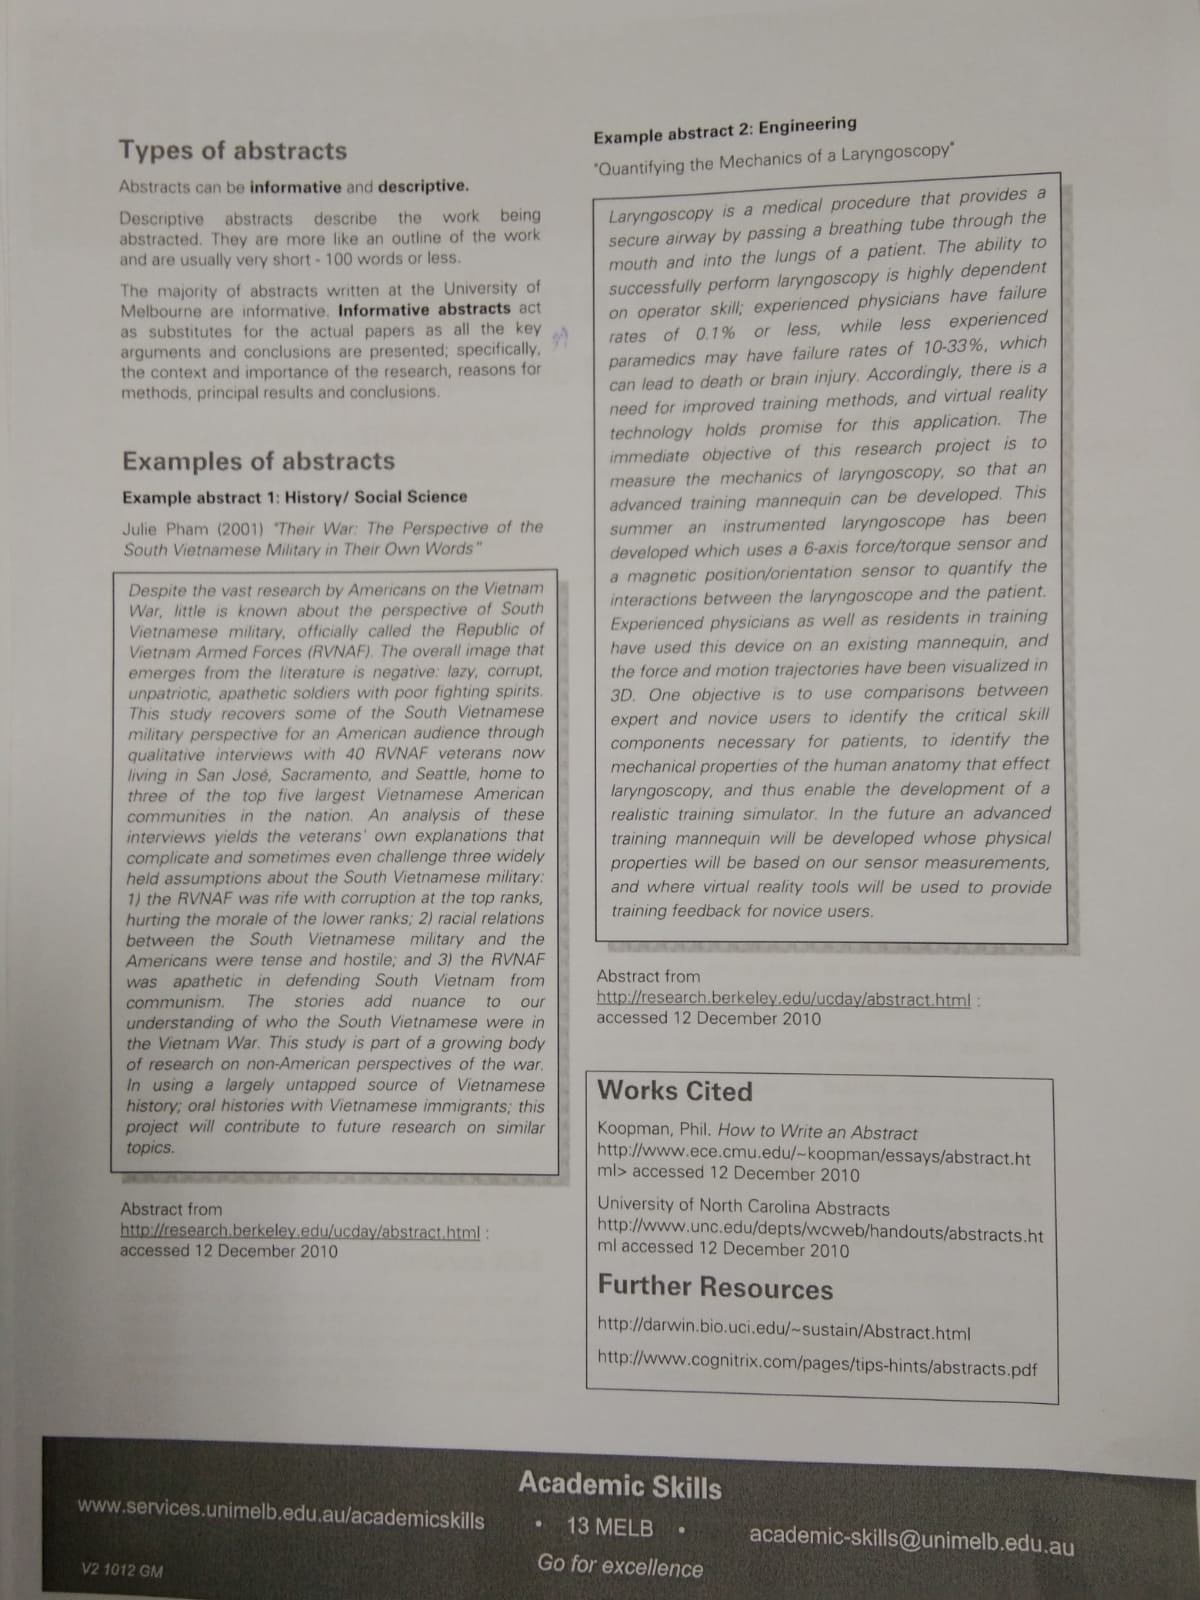 Types of abstracts
Abstracts can be informative and descriptive.
Descriptive abstracts describe the work being
abstracted. They are more like an outline of the work
and are usually very short - 100 words or less.
The majority of abstracts written at the University of
Melbourne are informative. Informative abstracts act
as substitutes for the actual papers as all the key
arguments and conclusions are presented; specifically,
the context and importance of the research, reasons for
methods, principal results and conclusions.
Examples of abstracts
Example abstract 1: History/ Social Science
Julie Pham (2001) "Their War: The Perspective of the
South Vietnamese Military in Their Own Words"
Despite the vast research by Americans on the Vietnam
War, little is known about the perspective of South
Vietnamese military, officially called the Republic of
Vietnam Armed Forces (RVNAF). The overall image that
emerges from the literature is negative: lazy, corrupt,
unpatriotic, apathetic soldiers with poor fighting spirits.
This study recovers some of the South Vietnamese
military perspective for an American audience through
qualitative interviews with 40 RVNAF veterans now
living in San José, Sacramento, and Seattle, home to
three of the top five largest Vietnamese American
communities in the nation. An analysis of these
interviews yields the veterans' own explanations that
complicate and sometimes even challenge three widely
held assumptions about the South Vietnamese military:
1) the RVNAF was rife with corruption at the top ranks,
hurting the morale of the lower ranks; 2) racial relations
between the South Vietnamese military and the
Americans were tense and hostile; and 3) the RVNAF
was apathetic in defending South Vietnam from
communism. The stories add nuance to our
understanding of who the South Vietnamese were in
the Vietnam War. This study is part of a growing body
of research on non-American perspectives of the war.
In using a largely untapped source of Vietnamese
history; oral histories with Vietnamese immigrants; this
project will contribute to future research on similar
topics.
Abstract from
http://research.berkeley.edu/ucday/abstract.html :
accessed 12 December 2010
Example abstract 2: Engineering
"Quantifying the Mechanics of a Laryngoscopy"
Laryngoscopy is a medical procedure that provides a
secure airway by passing a breathing tube through the
mouth and into the lungs of a patient. The ability to
successfully perform laryngoscopy is highly dependent
on operator skill; experienced physicians have failure
rates of 0.1% or less, while less experienced
paramedics may have failure rates of 10-33%, which
can lead to death or brain injury. Accordingly, there is a
need for improved training methods, and virtual reality
technology holds promise for this application. The
immediate objective of this research project is to
measure the mechanics of laryngoscopy, so that an
advanced training mannequin can be developed. This
summer an instrumented laryngoscope has been
developed which uses a 6-axis force/torque sensor and
a magnetic position/orientation sensor to quantify the
interactions between the laryngoscope and the patient.
Experienced physicians as well as residents in training
have used this device on an existing mannequin, and
the force and motion trajectories have been visualized in
3D. One objective is to use comparisons between
expert and novice users to identify the critical skill
components necessary for patients, to identify the
mechanical properties of the human anatomy that effect
laryngoscopy, and thus enable the development of a
realistic training simulator. In the future an advanced
training mannequin will be developed whose physical
properties will be based on our sensor measurements,
and where virtual reality tools will be used to provide
training feedback for novice users.
Abstract from
http://research.berkeley.edu/ucday/abstract.html :
accessed 12 December 2010
Works Cited
Koopman, Phil. How to Write an Abstract
http://www.ece.cmu.edu/~koopman/essays/abstract.ht
ml> accessed 12 December 2010
University of North Carolina Abstracts
http://www.unc.edu/depts/wcweb/handouts/abstracts.ht
ml accessed 12 December 2010
Further Resources
http://darwin.bio.uci.edu/~sustain/Abstract.html
http://www.cognitrix.com/pages/tips-hints/abstracts.pdf
Academic Skills
www.services.unimelb.edu.au/academicskills • 13 MELB • academic-skills@unimelb.edu.au
Go for excellence
V2 1012 GM